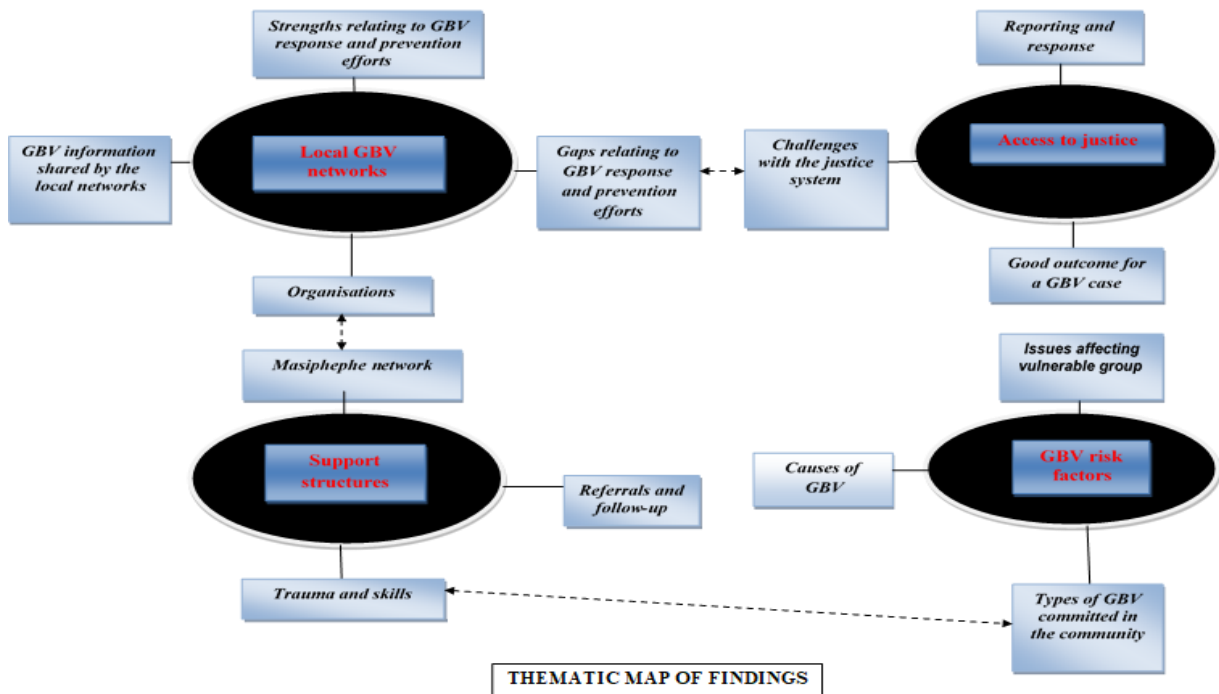 Strengths relating to GBV
response and prevention
efforts
Reporting and
response
GBV information
shared by the
local networks
Local GBV
networks
Gaps relating to
GBV response
and prevention
efforts
Challenges
with the justice
system
Access to justice
Organisations
Good outcome for
a GBV case
Masiphephe network
Issues affecting
vulnerable group
Support
structures
Referrals and
follow-up
Causes of
GBV
GBV risk
factors
Trauma and skills
Types of GBV
committed in
the community
THEMATIC MAP OF FINDINGS